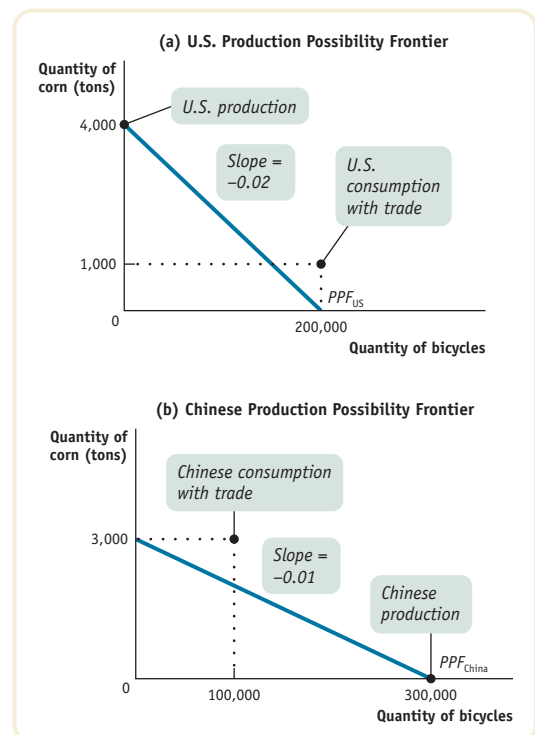 (a) U.S. Production Possibility Frontier
Quantity of
corn (tons)
U.S. production
4,000
Slope =
–0.02
U.S.
consumption
with trade
1,000
PPFUS
0
200,000
Quantity of bicycles
(b) Chinese Production Possibility Frontier
Quantity of
corn (tons)
Chinese consumption
with trade
3,000
Slope =
–0.01
Chinese
production
PPFChina
0
100,000
300,000
Quantity of bicycles